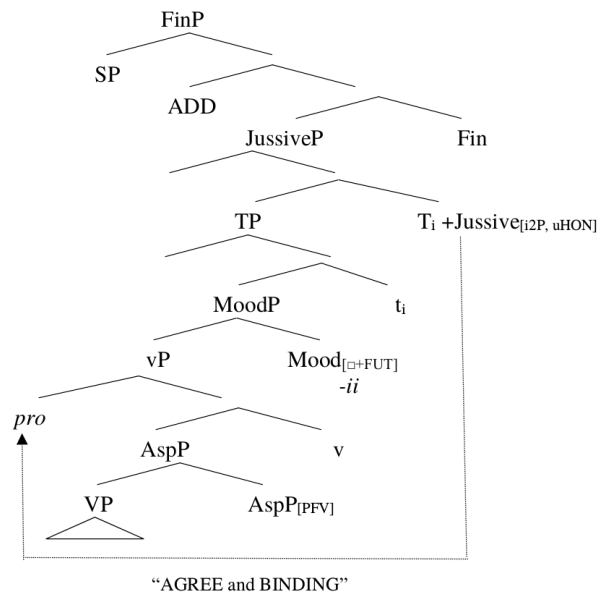 FinP
SP
ADD
JussiveP Fin
TP Tᵢ +Jussive[i2P, uHON]
MoodP tᵢ
vP Mood[□+FUT]
-ii
pro
AspP v
VP AspP[PFV]
“AGREE and BINDING”